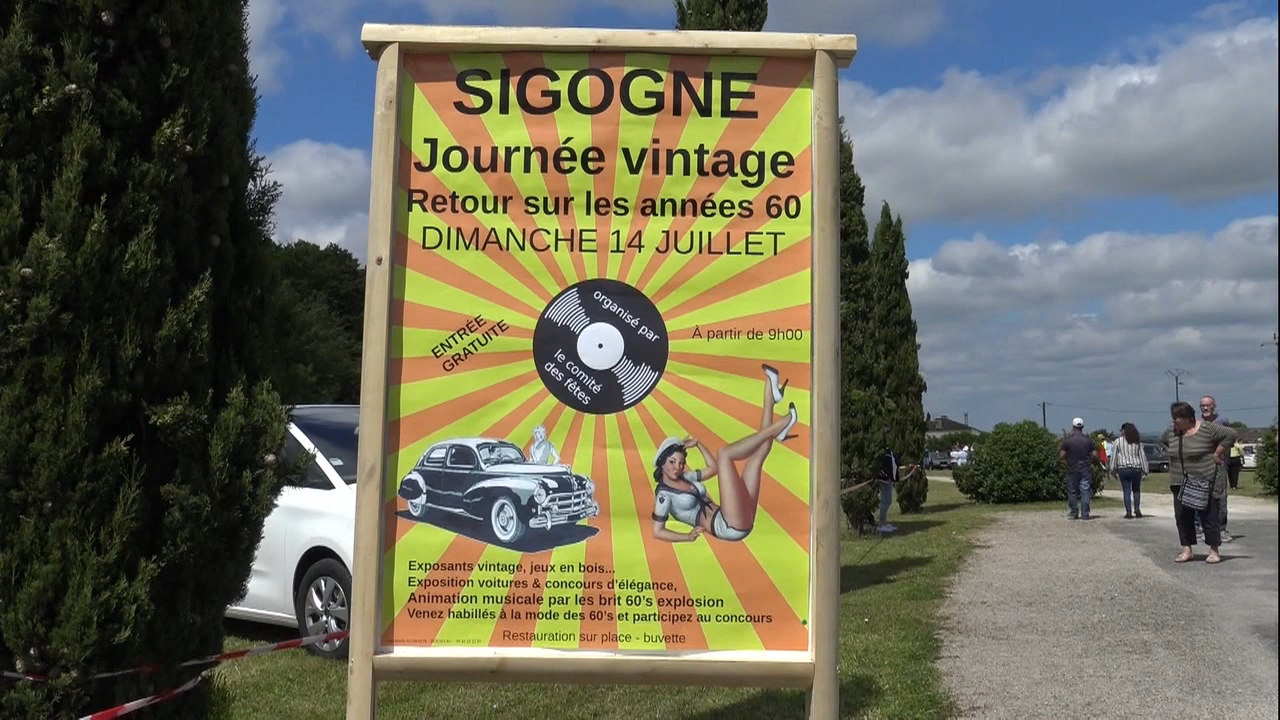 SIGOGNE
Journée vintage
Retour sur les années 60
DIMANCHE 14 JUILLET
organisé par
le comité
des fêtes
ENTRÉE
GRATUITE
À partir de 9h00
Exposants vintage, jeux en bois...
Exposition voitures & concours d'élégance,
Animation musicale par les brit 60's explosion
Venez habillés à la mode des 60's et participez au concours
Restauration sur place - buvette